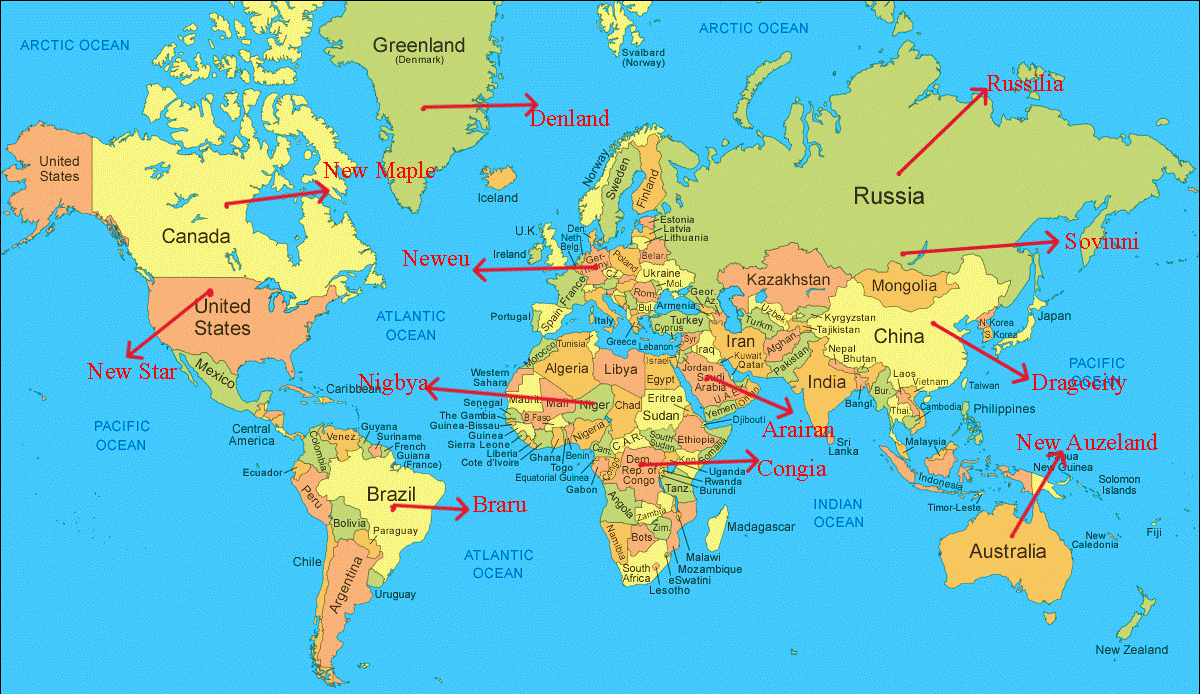 ARCTIC OCEAN
Greenland
(Denmark)
Svalbard
(Norway)
ARCTIC OCEAN
Russilia
Denland
United
States
New Maple
Iceland
Norway
Sweden
Finland
Russia
Canada
Estonia
Latvia
Lithuania
U.K.
Ireland
Den.
Neth.
Belg.
Ger-
many
Poland
Belar.
Neweu
Soviuni
Ukraine
Mol.
Kazakhstan
Mongolia
United
States
ATLANTIC
OCEAN
Portugal
Spain
France
Italy
Rom.
Bul.
Greece
Geor.
Armenia
Az.
Turkey
Cyprus
Lebanon
Syr.
Iraq
Iran
Uzbek.
Turkm.
Kyrgyzstan
Tajikistan
Afghan.
Pakistan
China
N. Korea
S. Korea
Japan
PACIFIC
OCEAN
New Star
Mexico
Nigbya
Morocco
Tunisia
Algeria
Libya
Egypt
Israel
Jordan
Kuwait
Qatar
Saudi
Arabia
U.A.E.
Oman
Yemen
Nepal
Bhutan
India
Bangl.
Bur.
Laos
Vietnam
Thai.
Cambodia
Taiwan
Philippines
Dragocity
PACIFIC
OCEAN
Caribbean
Central
America
Western
Sahara
Maurit.
Mali
Niger
Chad
Eritrea
Sudan
Senegal
The Gambia
Guinea-Bissau
Guinea
Sierra Leone
Liberia
Cote d'Ivoire
B.Faso
Ghana
Togo
Benin
Nigeria
Cam.
C.A.R.
South
Sudan
Ethiopia
Djibouti
Somalia
Arairan
Sri
Lanka
Malaysia
New Auzeland
Papua
New Guinea
Guyana
Suriname
French
Guiana
(France)
Venez.
Colombia
Ecuador
Peru
Brazil
Braru
Bolivia
Paraguay
Equatorial Guinea
Gabon
Congo
Dem.
Rep. of
Congo
Ken.
Uganda
Rwanda
Burundi
Congia
Tanz.
Angola
Zambia
Zim.
Namibia
Bots
Madagascar
Malawi
Mozambique
eSwatini
Lesotho
South
Africa
INDIAN
OCEAN
Indonesia
Timor-Leste
Solomon
Islands
Australia
New
Caledonia
Fiji
Chile
Argentina
Uruguay
ATLANTIC
OCEAN
New Zealand